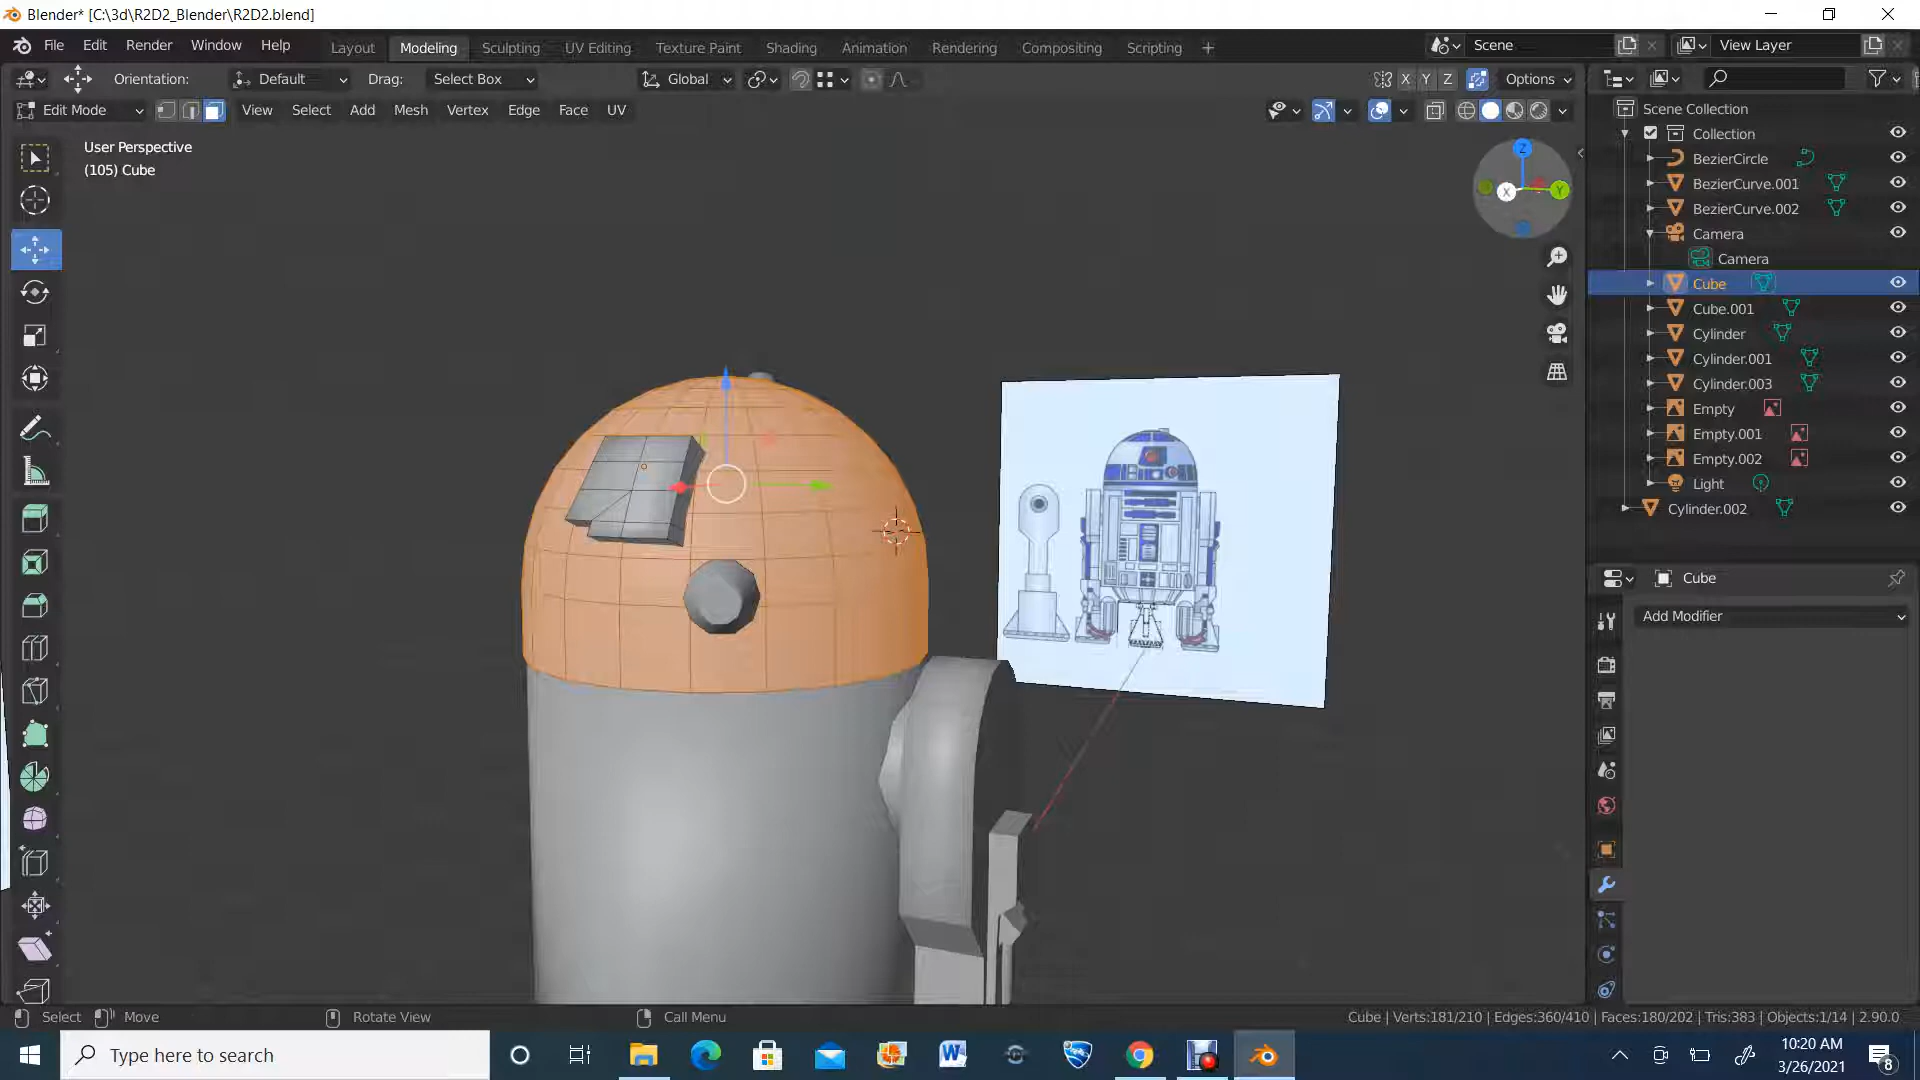 Blender* [C:\3d\R2D2_Blender\R2D2.blend]
File Edit Render Window Help Layout Modeling Sculpting UV Editing Texture Paint Shading Animation Rendering Compositing Scripting + Scene View Layer
Orientation: Default Drag: Select Box Global X Y Z Options
Edit Mode View Select Add Mesh Vertex Edge Face UV
User Perspective
(105) Cube
Z
X Y
Scene Collection
Collection
BezierCircle
BezierCurve.001
BezierCurve.002
Camera
Camera
Cube
Cube.001
Cylinder
Cylinder.001
Cylinder.003
Empty
Empty.001
Empty.002
Light
Cylinder.002
Cube
Add Modifier
Select Move Rotate View Call Menu Cube | Verts:181/210 | Edges:360/410 | Faces:180/202 | Tris:383 | Objects:1/14 | 2.90.0
Type here to search
10:20 AM
3/26/2021
8